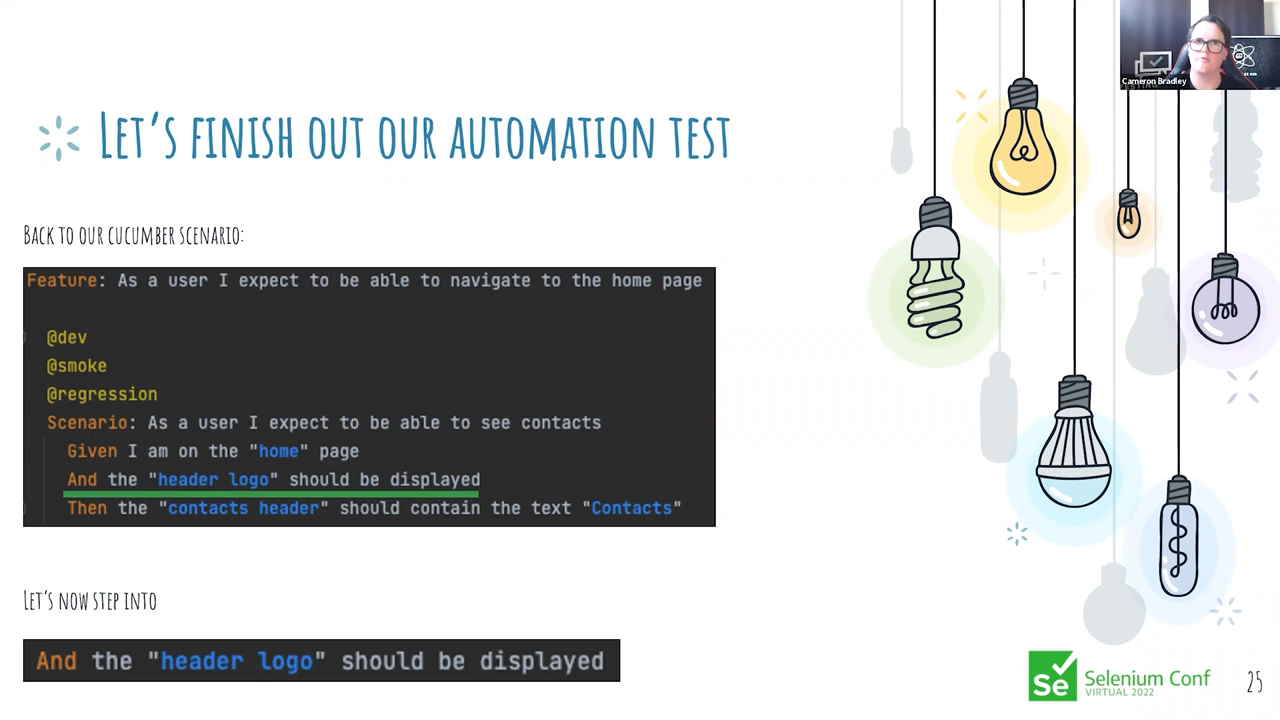 Cameron Bradley
Let's finish out our automation test
Back to our cucumber scenario:
Feature: As a user I expect to be able to navigate to the home page
@dev
@smoke
@regression
Scenario: As a user I expect to be able to see contacts
Given I am on the "home" page
And the "header logo" should be displayed
Then the "contacts header" should contain the text "Contacts"
Let's now step into
And the "header logo" should be displayed
Se Selenium Conf
VIRTUAL 2022
25